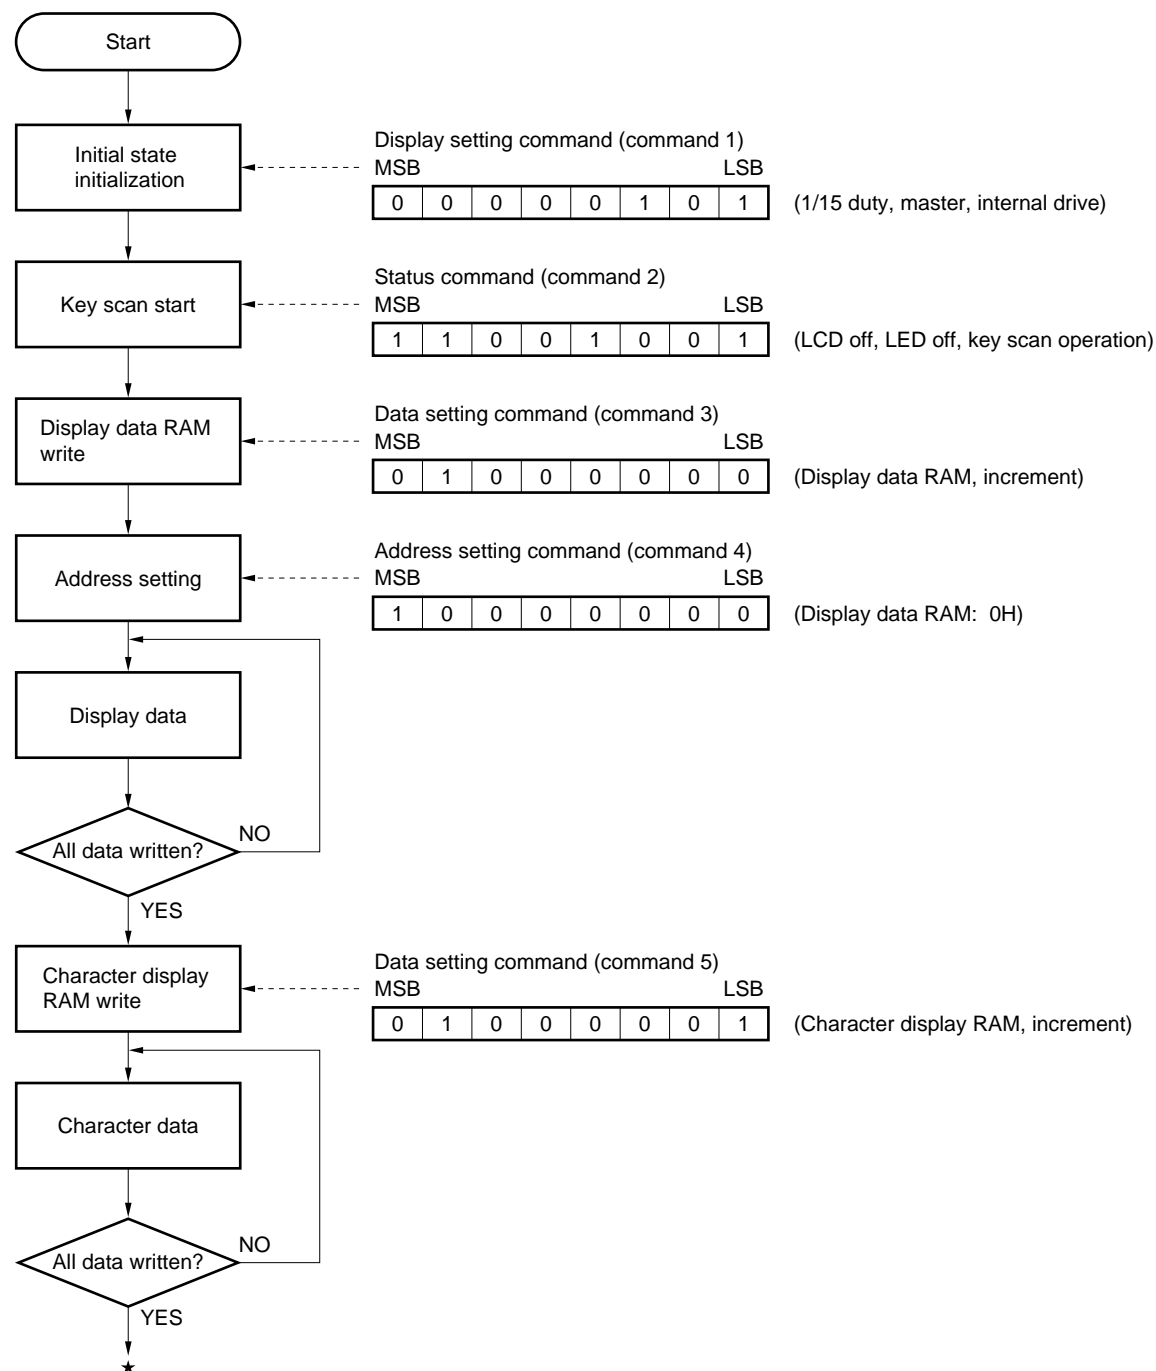 Start
Initial state
initialization
Display setting command (command 1)
MSB LSB
0 0 0 0 0 1 0 1 (1/15 duty, master, internal drive)
Key scan start
Status command (command 2)
MSB LSB
1 1 0 0 1 0 0 1 (LCD off, LED off, key scan operation)
Display data RAM
write
Data setting command (command 3)
MSB LSB
0 1 0 0 0 0 0 0 (Display data RAM, increment)
Address setting
Address setting command (command 4)
MSB LSB
1 0 0 0 0 0 0 0 (Display data RAM: 0H)
Display data
All data written?
NO
YES
Character display
RAM write
Data setting command (command 5)
MSB LSB
0 1 0 0 0 0 0 1 (Character display RAM, increment)
Character data
All data written?
NO
YES
★